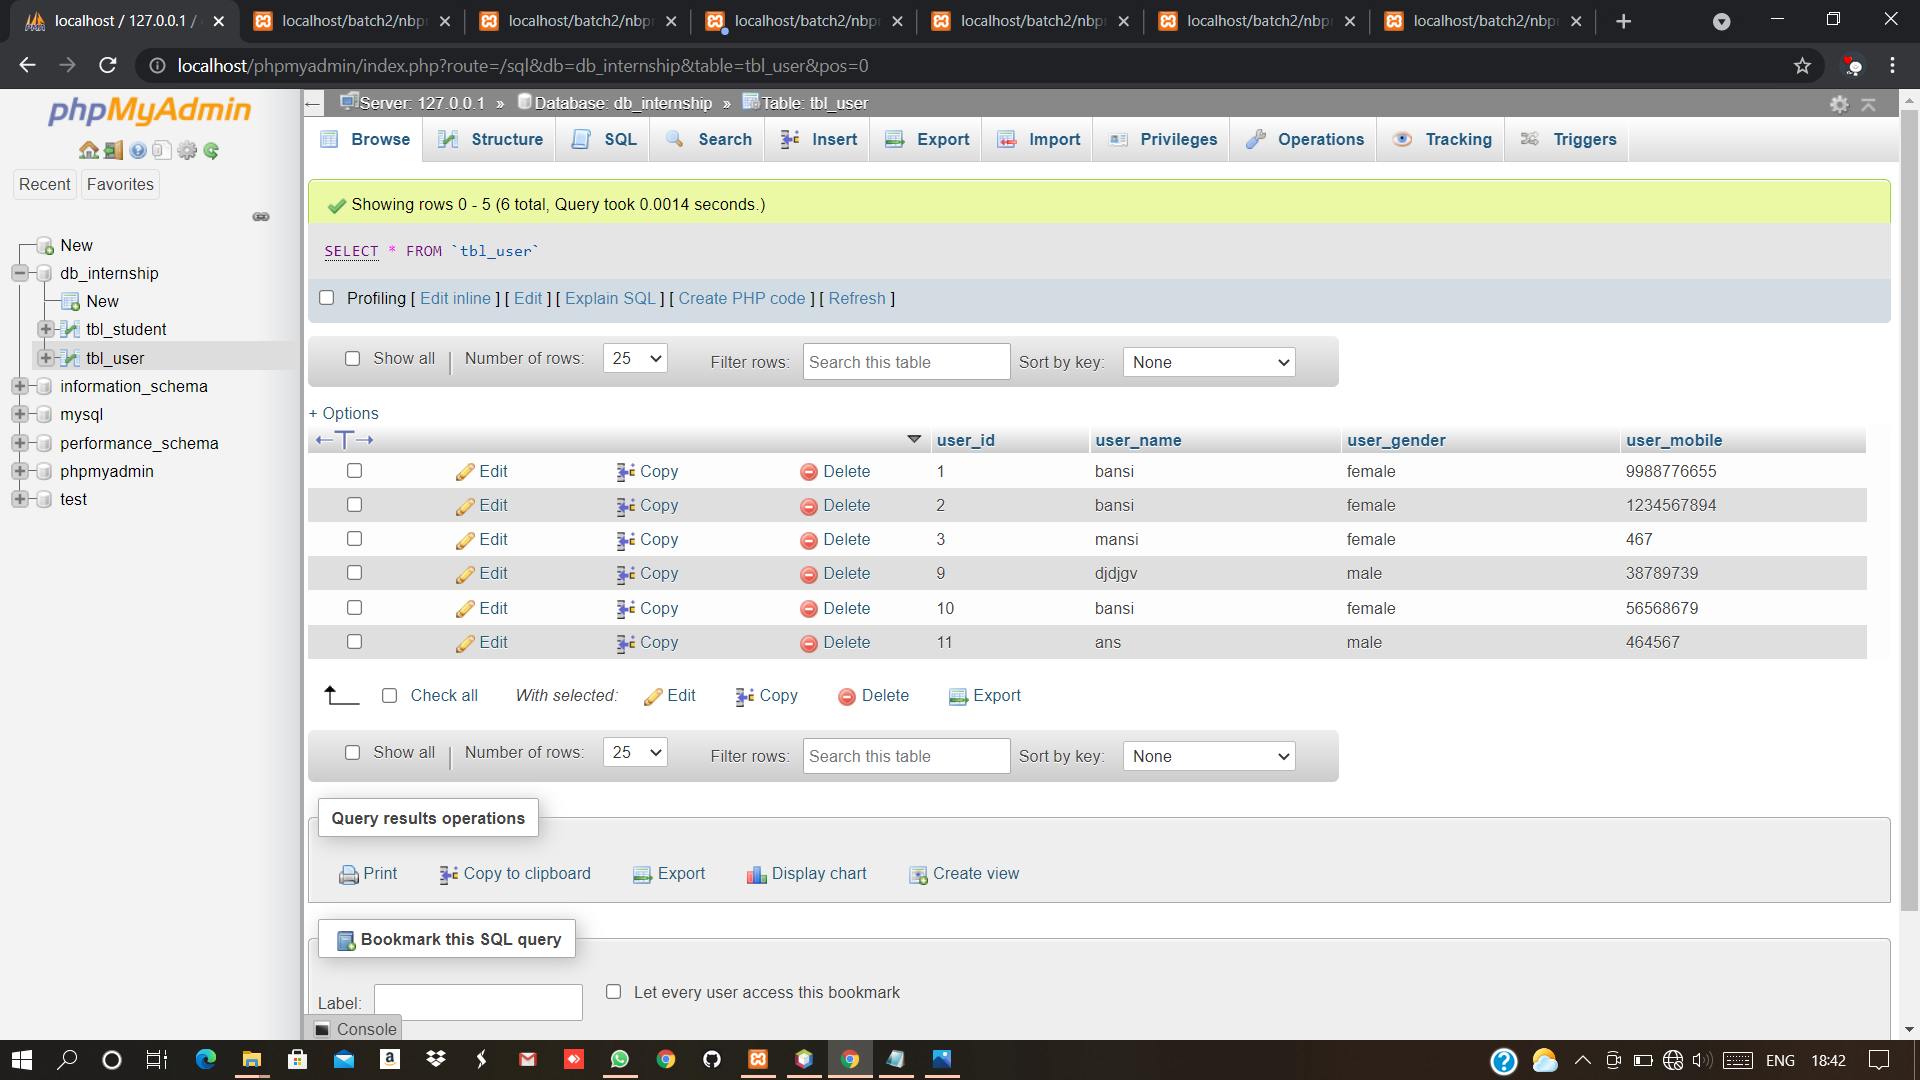 localhost / 127.0.0.1 /
localhost/batch2/nbpr
localhost/batch2/nbpr
localhost/batch2/nbpr
localhost/batch2/nbpr
localhost/batch2/nbpr
localhost/batch2/nbpr
localhost/phpmyadmin/index.php?route=/sql&db=db_internship&table=tbl_user&pos=0
phpMyAdmin
Recent Favorites
New
db_internship
New
tbl_student
tbl_user
information_schema
mysql
performance_schema
phpmyadmin
test
Server: 127.0.0.1 » Database: db_internship » Table: tbl_user
Browse Structure SQL Search Insert Export Import Privileges Operations Tracking Triggers
Showing rows 0 - 5 (6 total, Query took 0.0014 seconds.)
SELECT * FROM `tbl_user`
Profiling [ Edit inline ] [ Edit ] [ Explain SQL ] [ Create PHP code ] [ Refresh ]
Show all | Number of rows: 25 Filter rows: Search this table Sort by key: None
+ Options
←T→ user_id user_name user_gender user_mobile
Edit Copy Delete 1 bansi female 9988776655
Edit Copy Delete 2 bansi female 1234567894
Edit Copy Delete 3 mansi female 467
Edit Copy Delete 9 djdjgv male 38789739
Edit Copy Delete 10 bansi female 56568679
Edit Copy Delete 11 ans male 464567
Check all With selected: Edit Copy Delete Export
Show all | Number of rows: 25 Filter rows: Search this table Sort by key: None
Query results operations
Print Copy to clipboard Export Display chart Create view
Bookmark this SQL query
Label: Let every user access this bookmark
Console
ENG 18:42